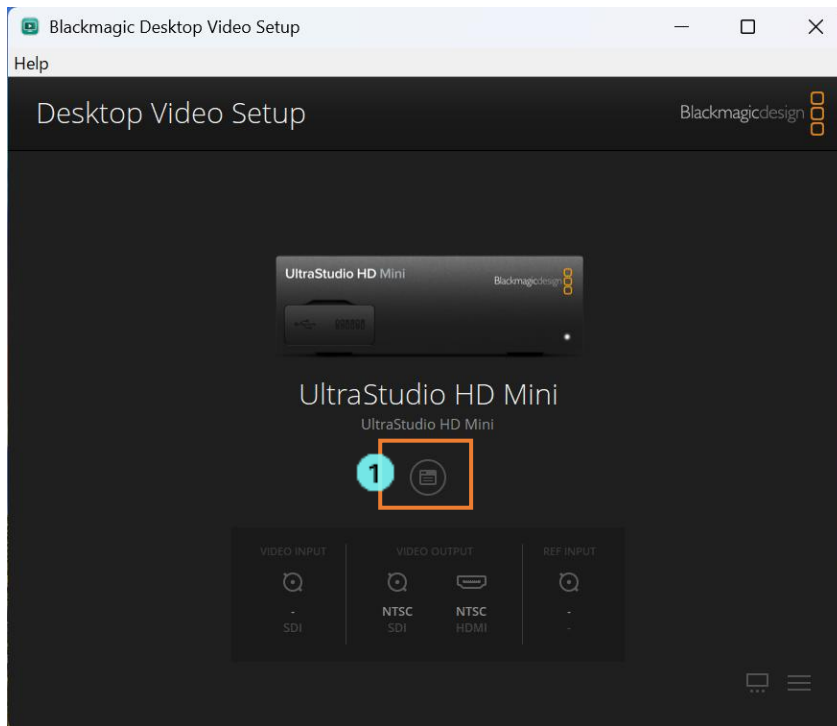 Blackmagic Desktop Video Setup
Help
Desktop Video Setup
Blackmagicdesign
UltraStudio HD Mini
Blackmagicdesign
UltraStudio HD Mini
UltraStudio HD Mini
1
VIDEO INPUT VIDEO OUTPUT REF INPUT
- NTSC NTSC -
SDI SDI HDMI -